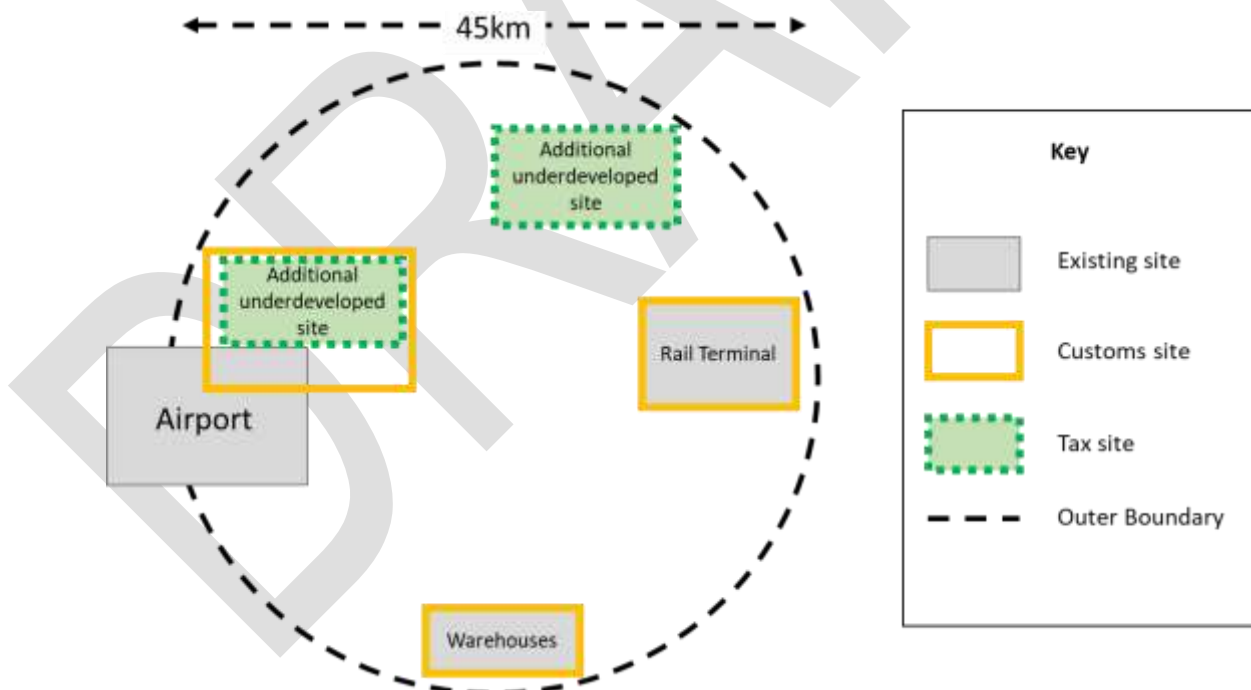 45km
Additional
underdeveloped
site
Additional
underdeveloped
site
Airport
Rail Terminal
Warehouses
Key
Existing site
Customs site
Tax site
Outer Boundary